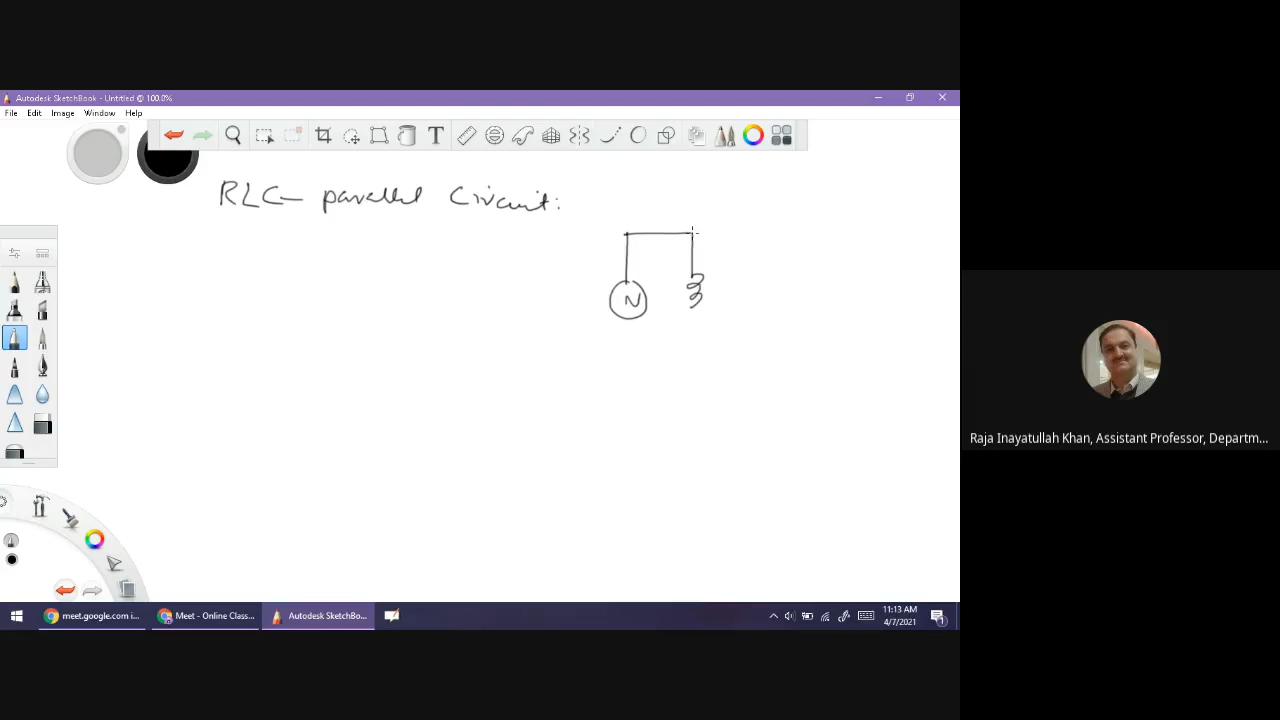 Autodesk SketchBook - Untitled @ 100.0%
File Edit Image Window Help
T
RLC- parallel Circuit:
N
Raja Inayatullah Khan, Assistant Professor, Departm...
meet.google.com i... Meet - Online Class... Autodesk SketchBo...
11:13 AM
4/7/2021
1